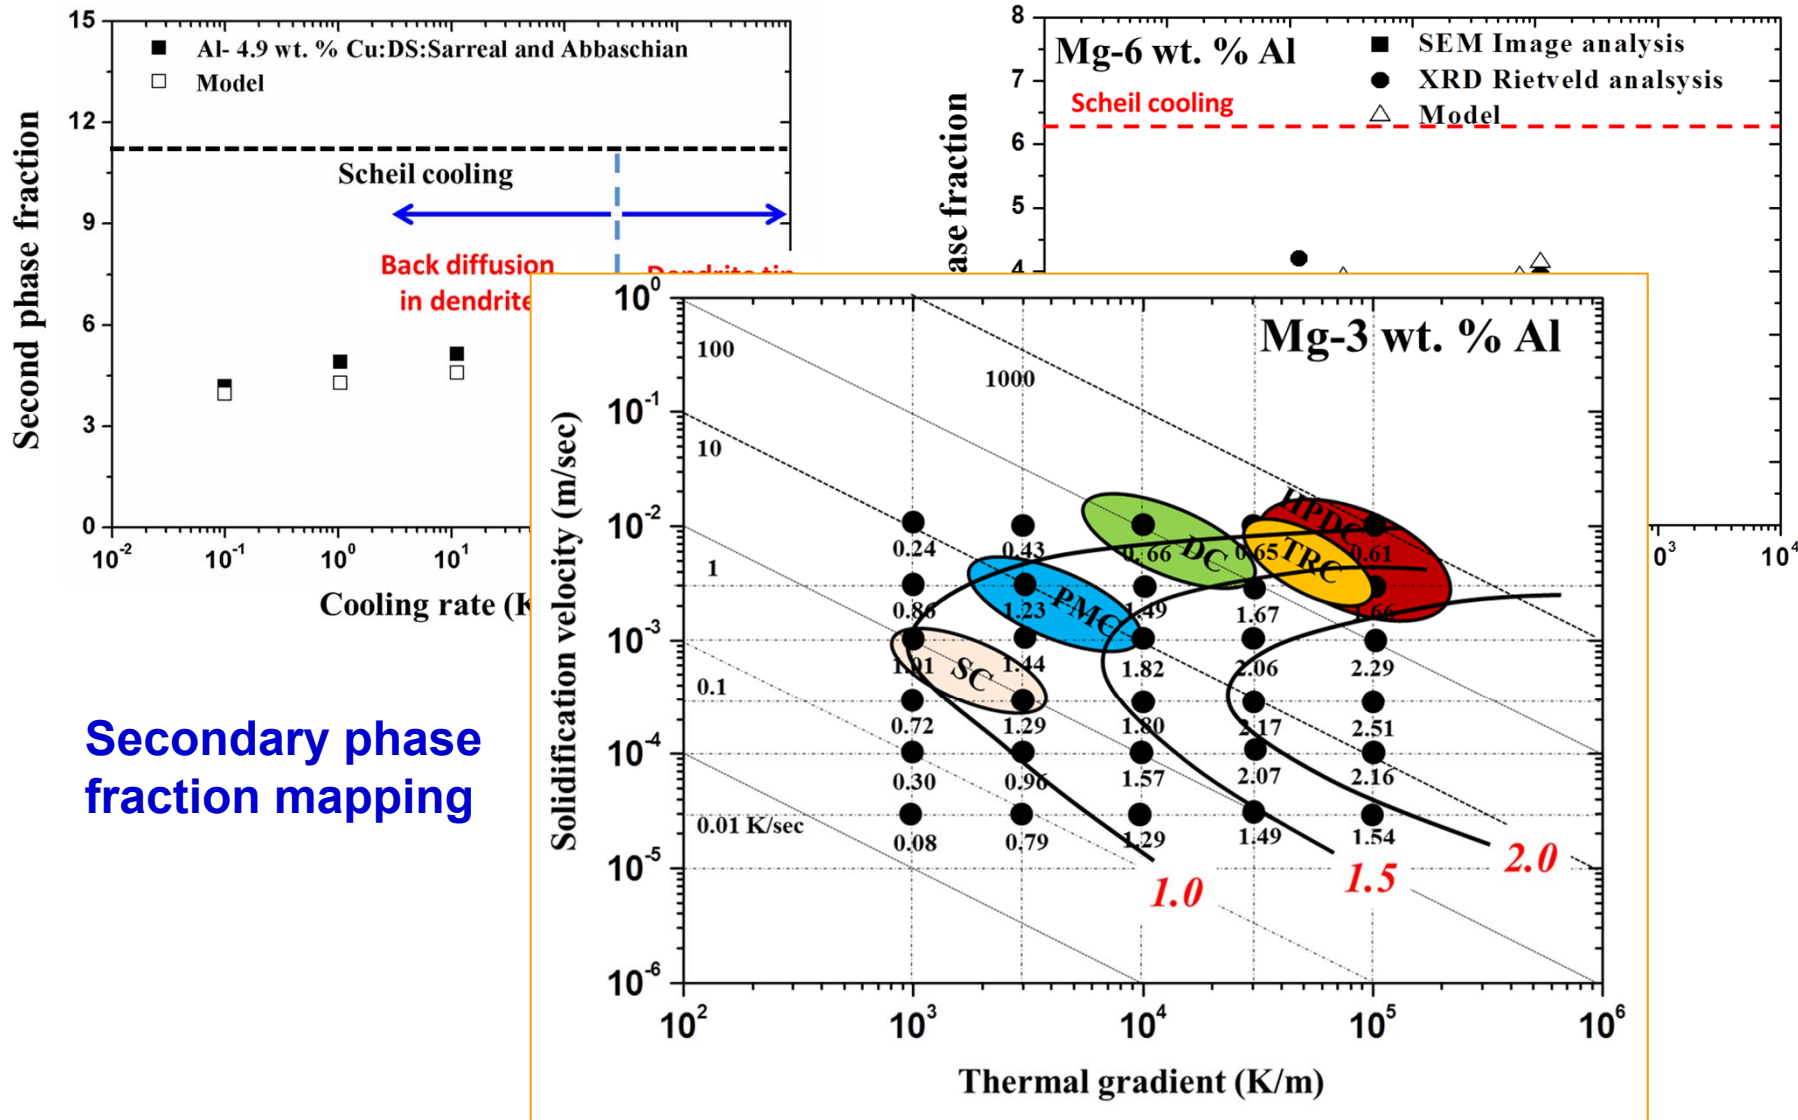 15
12
9
6
3
0
Second phase fraction
Al- 4.9 wt. % Cu:DS:Sarreal and Abbaschian
Model
Scheil cooling
Back diffusion
in dendrite
10-2
10-1
100
101
Cooling rate (K
8
7
6
5
4
ase fraction
Mg-6 wt. % Al
SEM Image analysis
XRD Rietveld analsysis
Model
Scheil cooling
03
104
Secondary phase
fraction mapping
Mg-3 wt. % Al
100
10-1
10-2
10-3
10-4
10-5
10-6
Solidification velocity (m/sec)
100
1000
10
1
0.1
0.01 K/sec
HPDC
DC
TRC
PMC
SC
0.24
0.43
0.66
0.65
0.61
0.86
1.23
1.49
1.67
1.66
1.01
1.44
1.82
2.06
2.29
0.72
1.29
1.80
2.17
2.51
0.30
0.96
1.57
2.07
2.16
0.08
0.79
1.29
1.49
1.54
1.0
1.5
2.0
102
103
104
105
106
Thermal gradient (K/m)